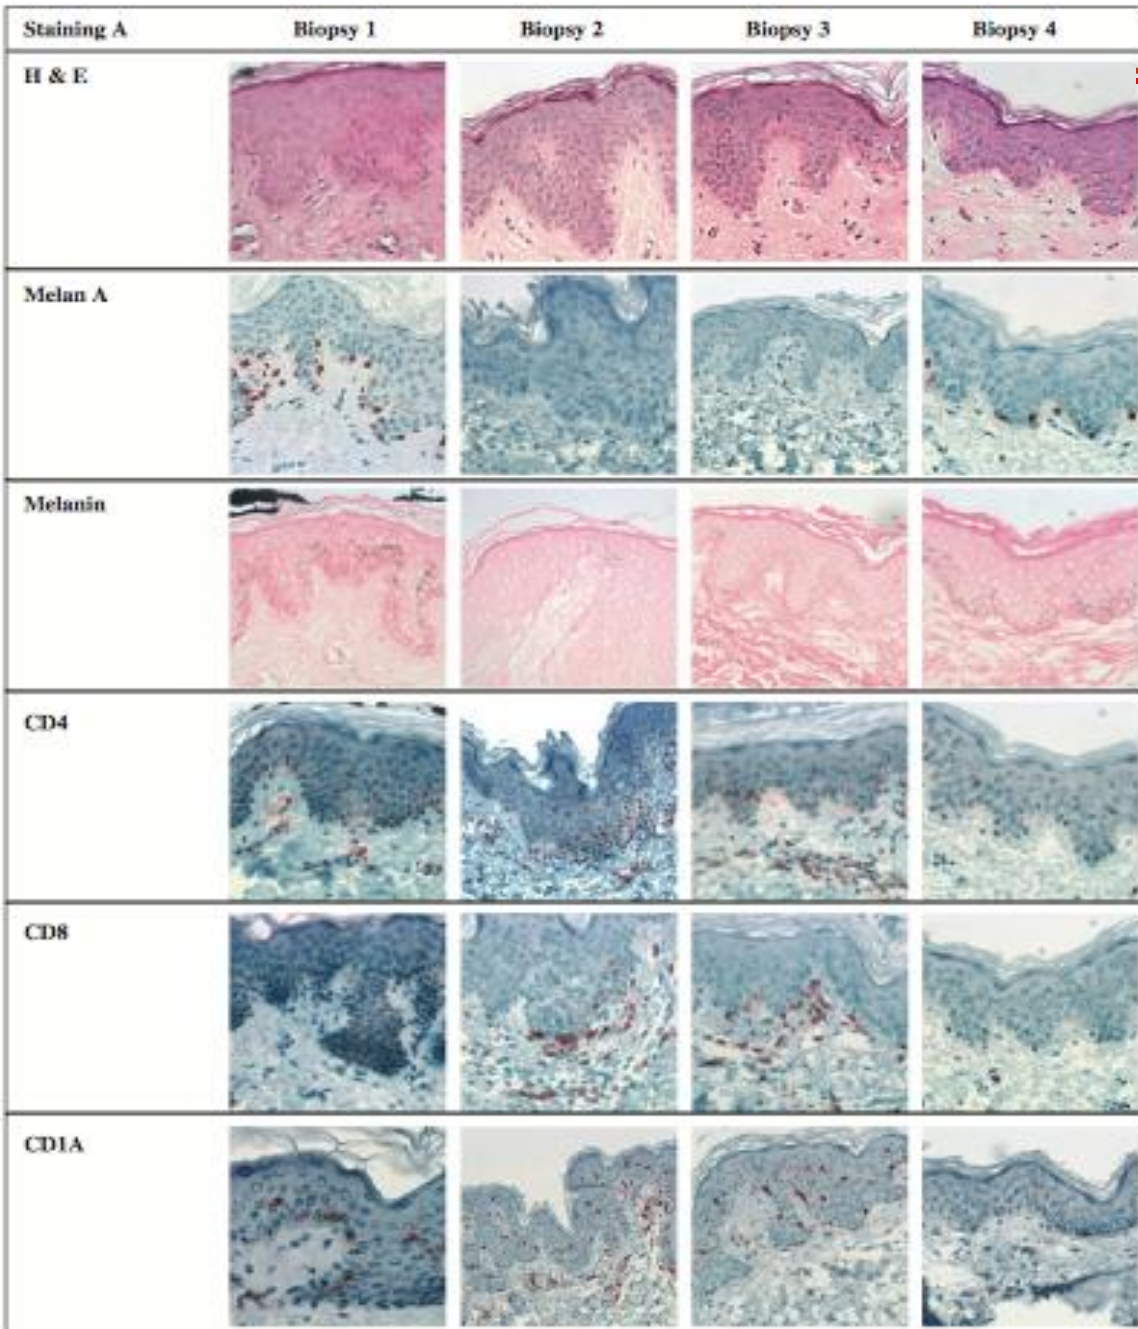 Staining A Biopsy 1 Biopsy 2 Biopsy 3 Biopsy 4
H & E
Melan A
Melanin
CD4
CD8
CD1A